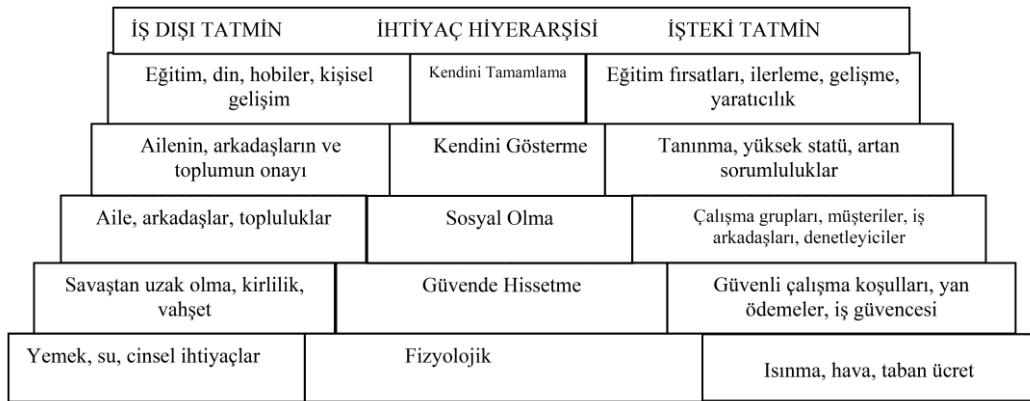 İŞ DIŞI TATMİN İHTİYAÇ HİYERARŞİSİ İŞTEKİ TATMİN
Eğitim, din, hobiler, kişisel
gelişim
Kendini Tamamlama
Eğitim fırsatları, ilerleme, gelişme,
yaratıcılık
Ailenin, arkadaşların ve
toplumun onayı
Kendini Gösterme
Tanınma, yüksek statü, artan
sorumluluklar
Aile, arkadaşlar, topluluklar
Sosyal Olma
Çalışma grupları, müşteriler, iş
arkadaşları, denetleyiciler
Savaştan uzak olma, kirlilik,
vahşet
Güvende Hissetme
Güvenli çalışma koşulları, yan
ödemeler, iş güvencesi
Yemek, su, cinsel ihtiyaçlar
Fizyolojik
Isınma, hava, taban ücret